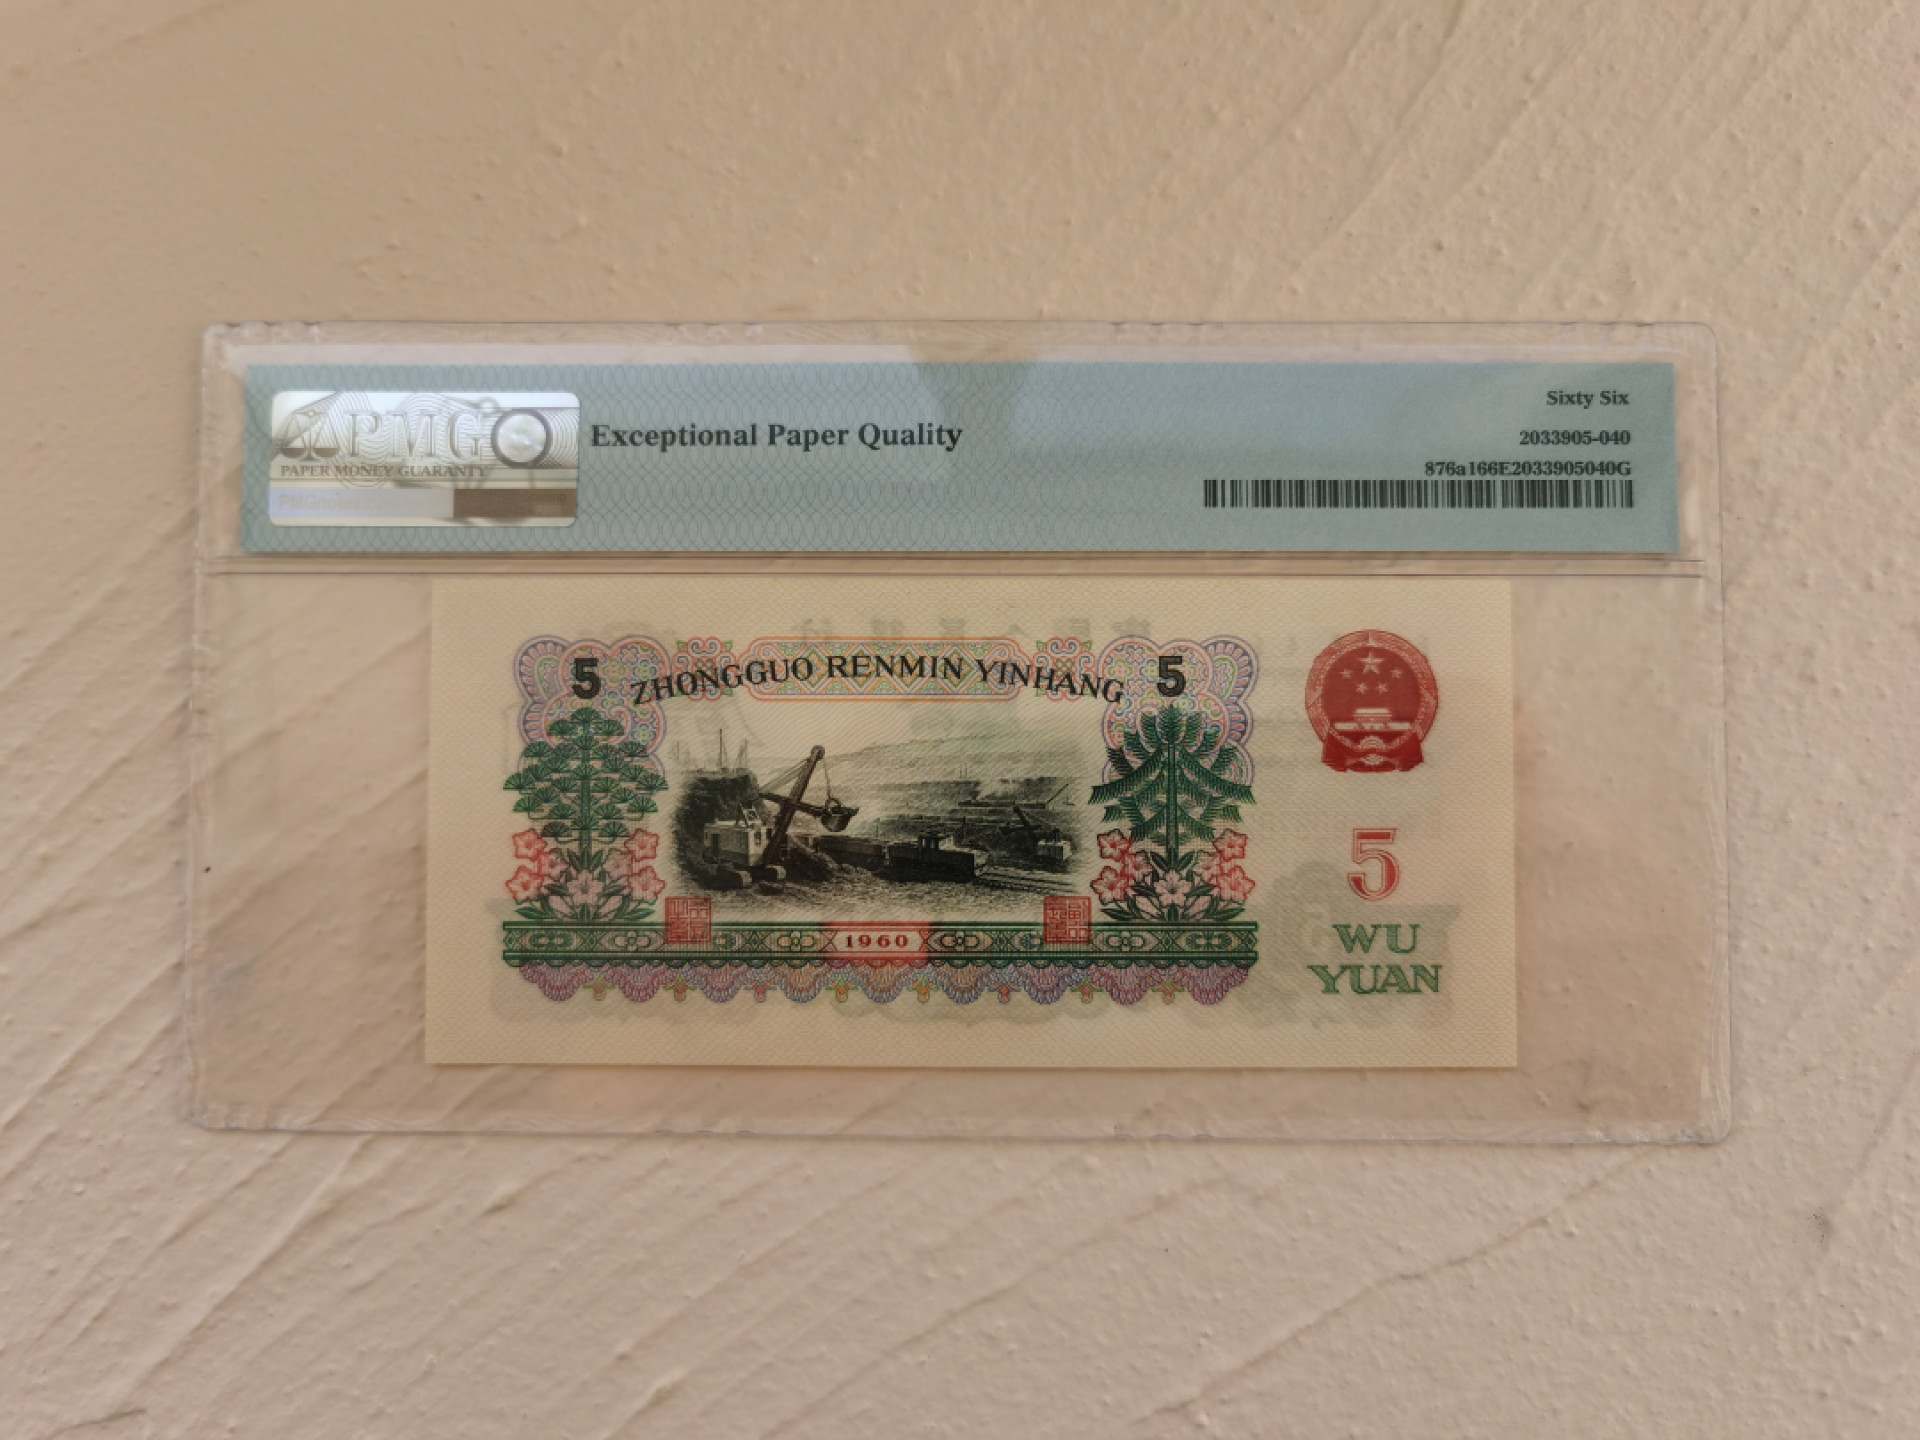 PMG
PAPER MONEY GUARANTY
Exceptional Paper Quality
Sixty Six
2033905-040
876a166E2033905040G
5 ZHONGGUO RENMIN YINHANG 5
5
1960
WU
YUAN